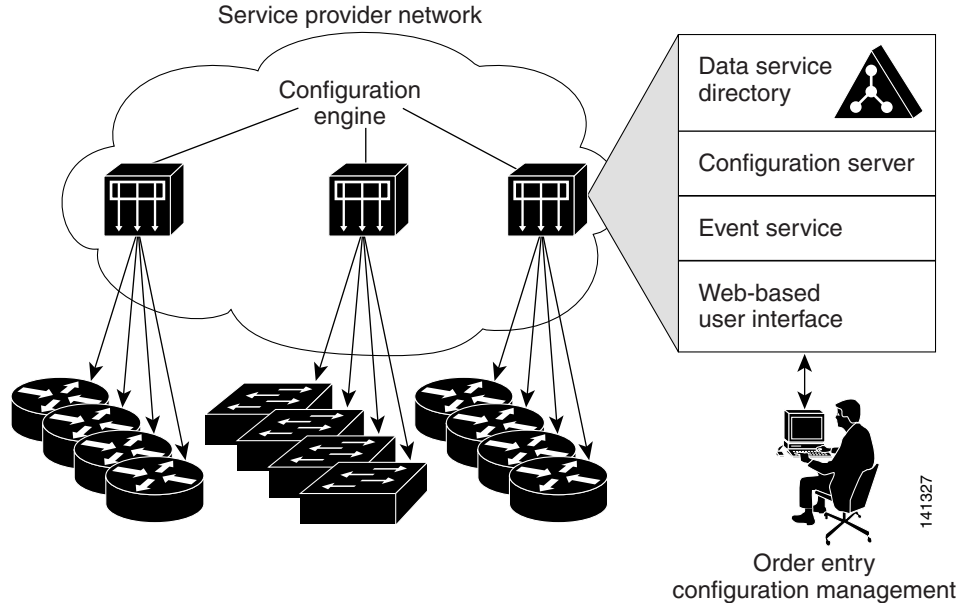 Service provider network
Configuration
engine
Data service
directory
Configuration server
Event service
Web-based
user interface
141327
Order entry
configuration management